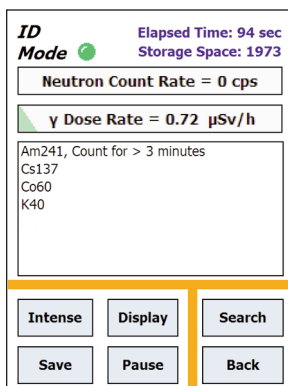 ID Mode
Elapsed Time: 94 sec
Storage Space: 1973
Neutron Count Rate = 0 cps
γ Dose Rate = 0.72 μSv/h
Am241, Count for > 3 minutes
Cs137
Co60
K40
Intense Display Search
Save Pause Back